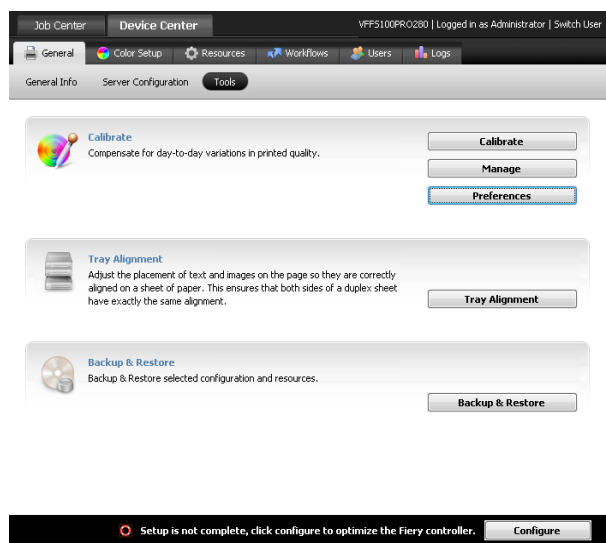 Job Center Device Center VFFS100PRO280 | Logged in as Administrator | Switch User
General Color Setup Resources Workflows Users Logs
General Info Server Configuration Tools
Calibrate
Compensate for day-to-day variations in printed quality.
Calibrate
Manage
Preferences
Tray Alignment
Adjust the placement of text and images on the page so they are correctly
aligned on a sheet of paper. This ensures that both sides of a duplex sheet
have exactly the same alignment.
Tray Alignment
Backup & Restore
Backup & Restore selected configuration and resources.
Backup & Restore
Setup is not complete, click configure to optimize the Fiery controller. Configure